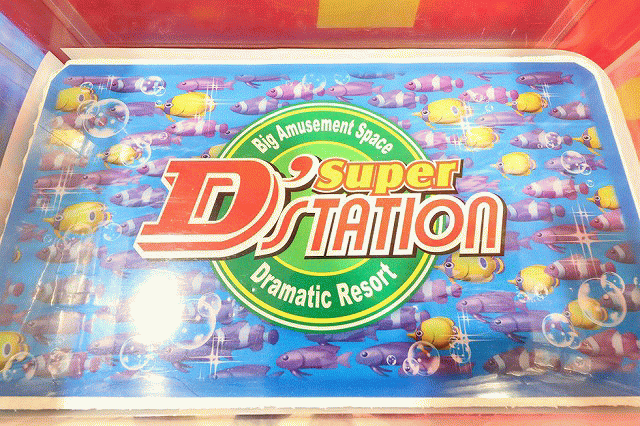 Big Amusement Space
Super
D'STATION
Dramatic Resort